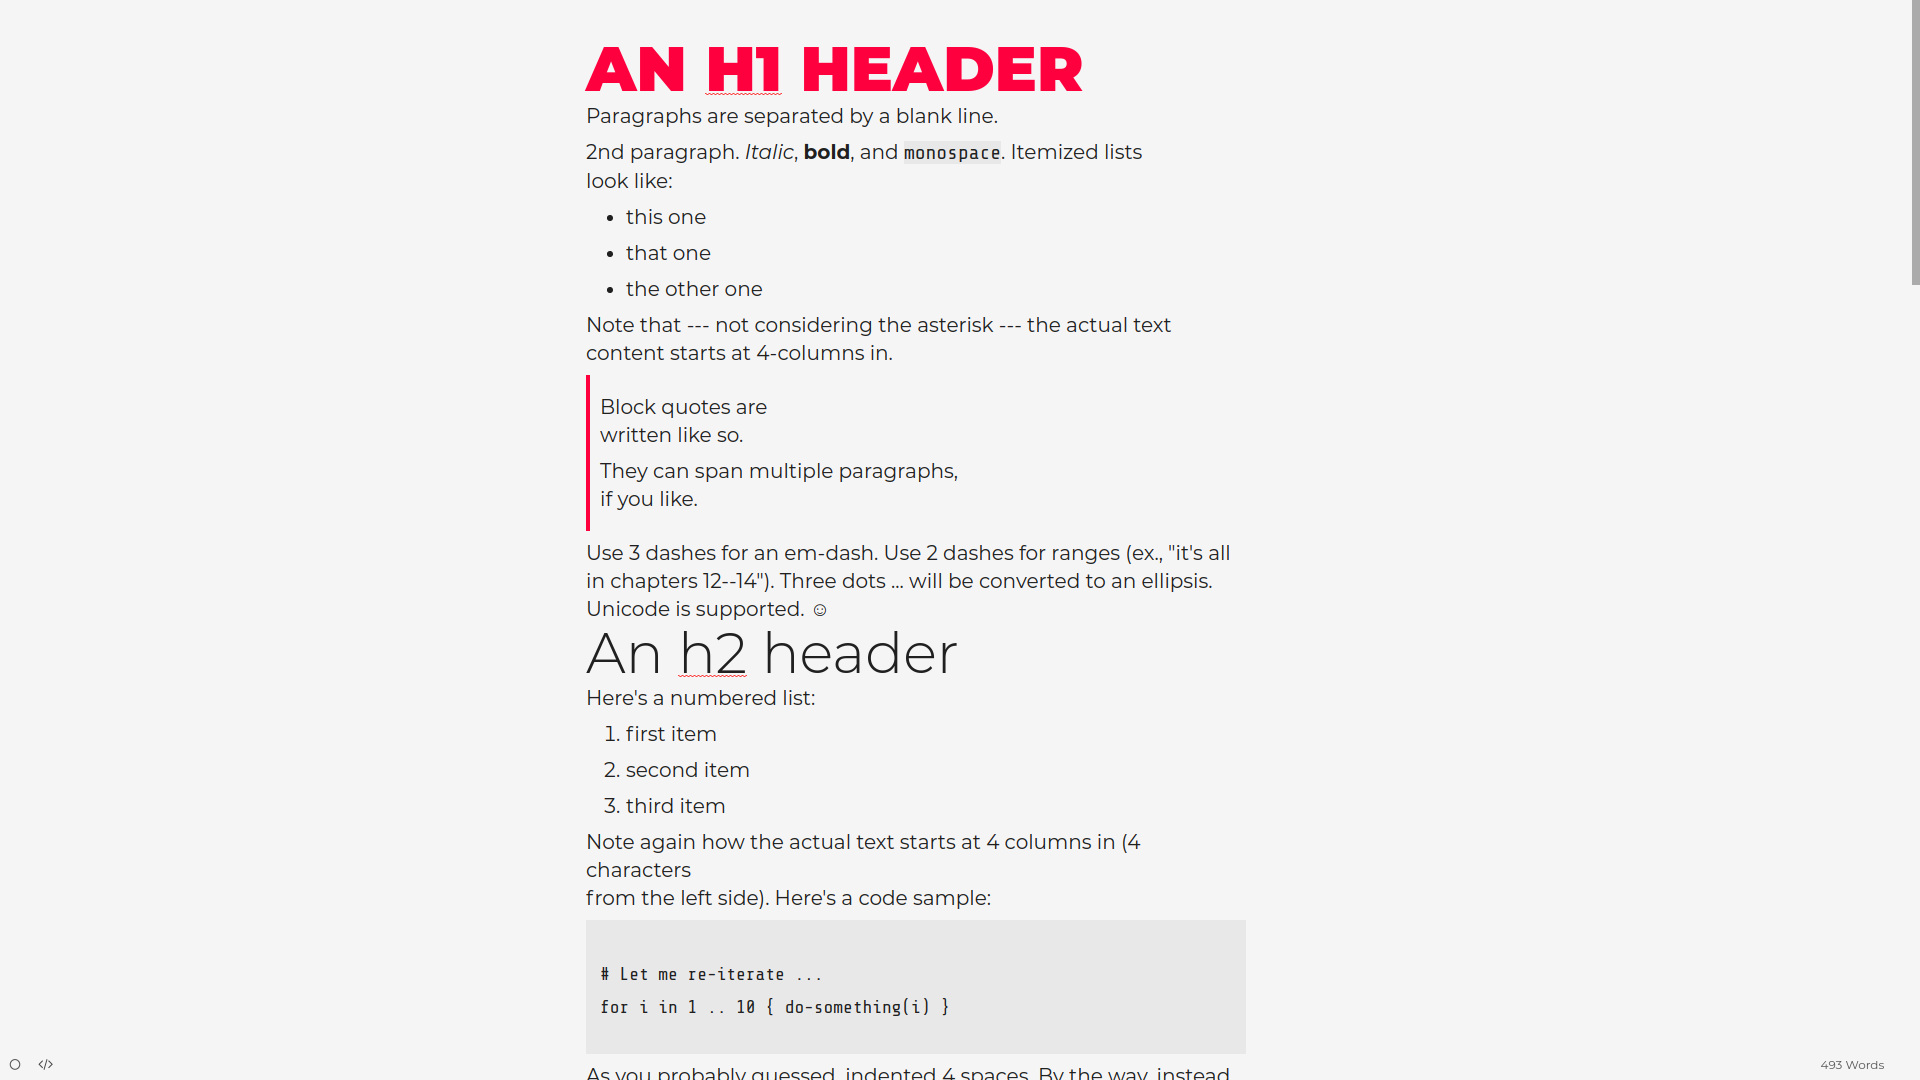 AN H1 HEADER
Paragraphs are separated by a blank line.
2nd paragraph. Italic, bold, and monospace. Itemized lists
look like:
• this one
• that one
• the other one
Note that --- not considering the asterisk --- the actual text
content starts at 4-columns in.
Block quotes are
written like so.
They can span multiple paragraphs,
if you like.
Use 3 dashes for an em-dash. Use 2 dashes for ranges (ex., "it's all
in chapters 12--14"). Three dots ... will be converted to an ellipsis.
Unicode is supported. ☺
An h2 header
Here's a numbered list:
1. first item
2. second item
3. third item
Note again how the actual text starts at 4 columns in (4
characters
from the left side). Here's a code sample:
# Let me re-iterate ...
for i in 1 .. 10 { do-something(i) }
As you probably guessed, indented 4 spaces. By the way, instead
</> 493 Words